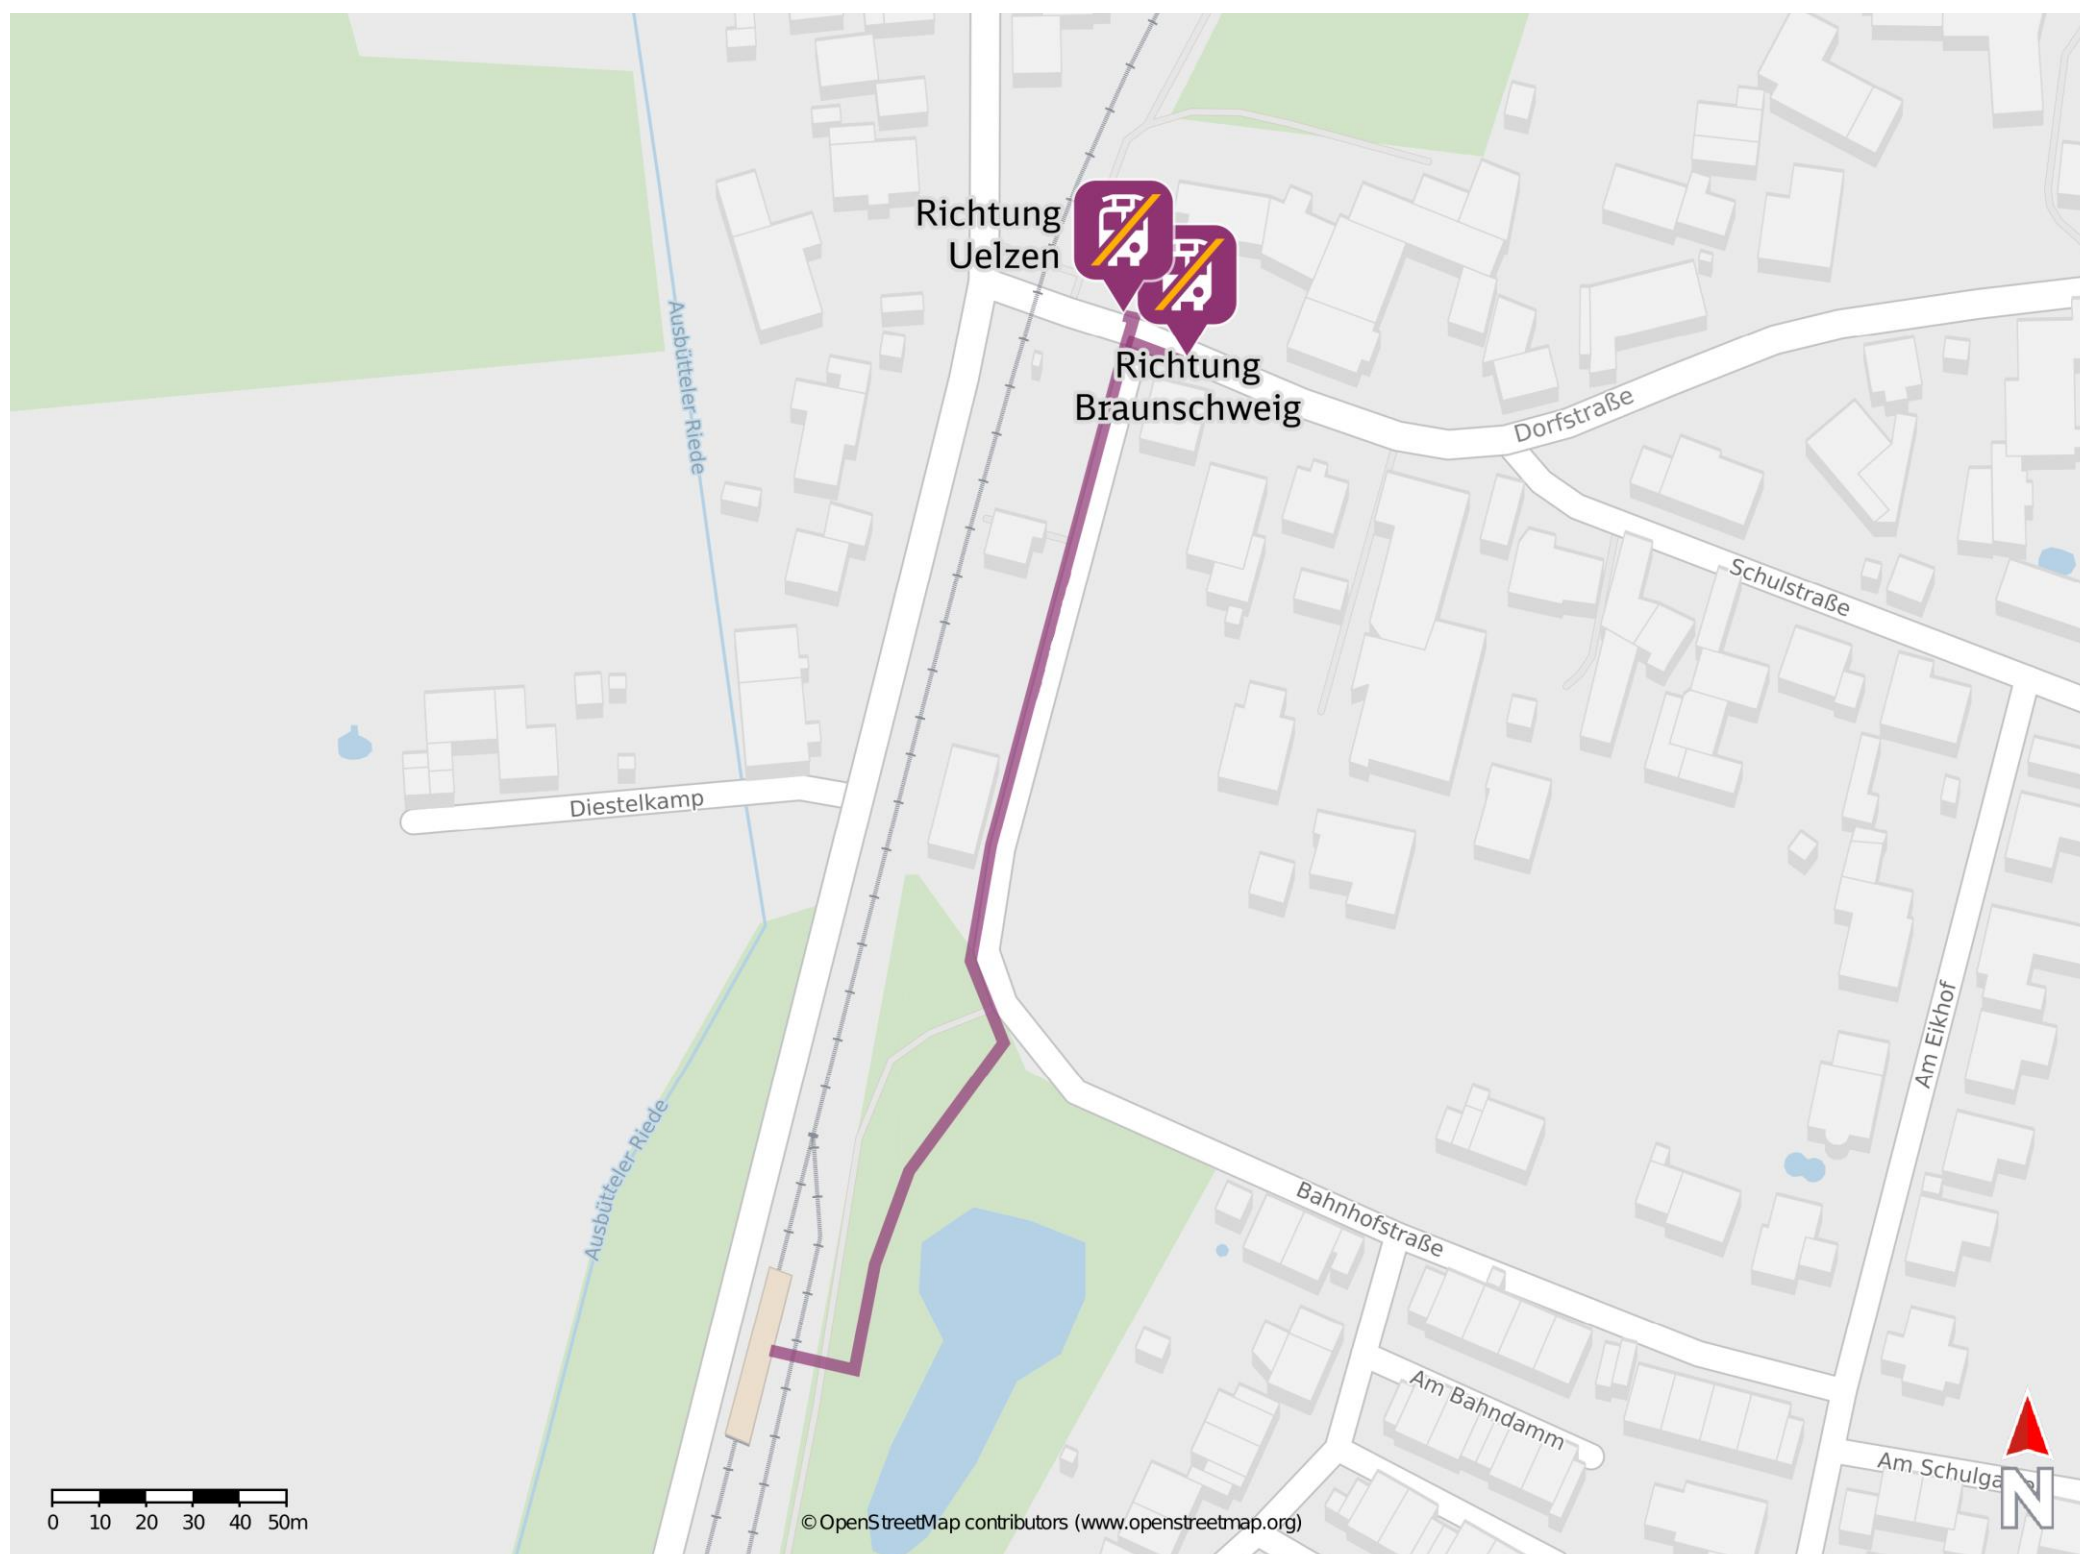 Richtung
Uelzen
Richtung
Braunschweig
Ausbütteler-Riede
Dorfstraße
Schulstraße
Diestelkamp
Am Eikhof
Ausbütteler-Riede
Bahnhofstraße
Am Bahndamm
Am Schulga
N
0 10 20 30 40 50m
© OpenStreetMap contributors (www.openstreetmap.org)